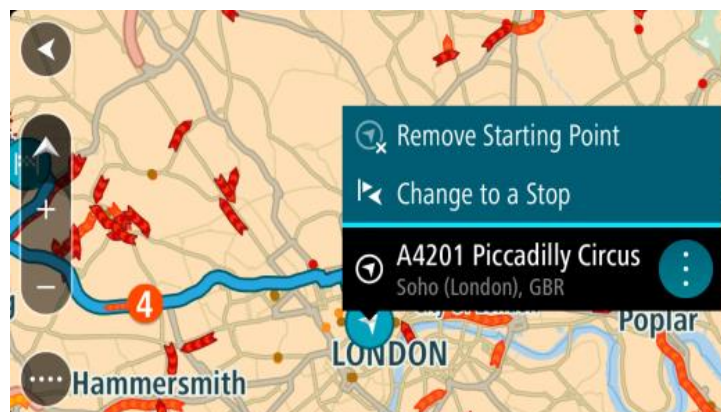 Remove Starting Point
Change to a Stop
A4201 Piccadilly Circus
Soho (London), GBR
4
Poplar
LONDON
Hammersmith